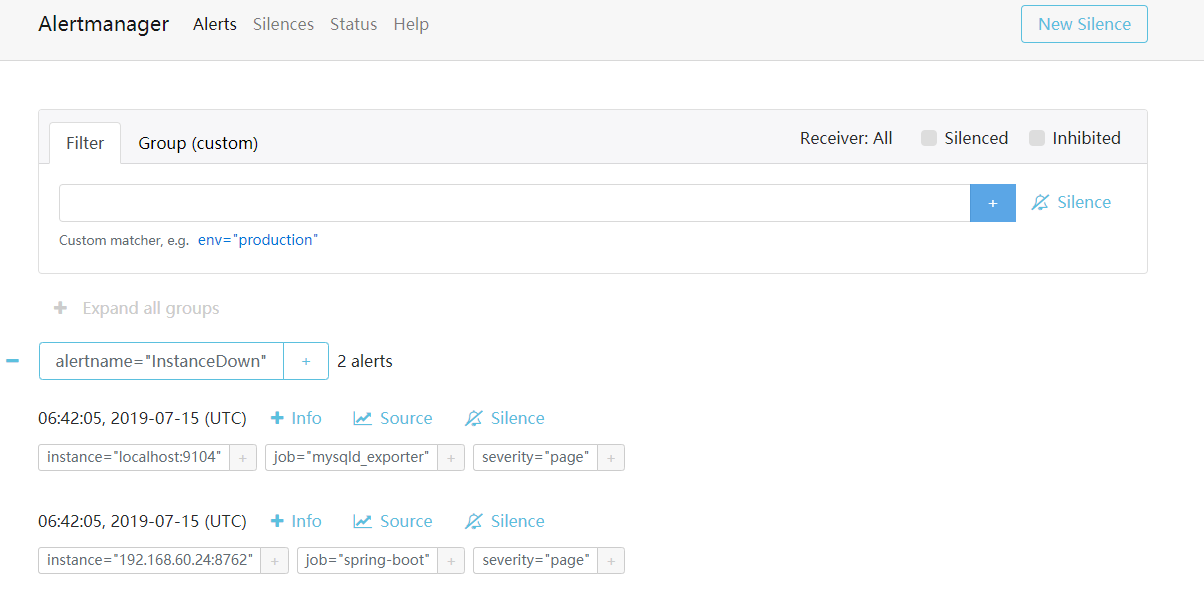 Alertmanager Alerts Silences Status Help New Silence
Filter Group (custom) Receiver: All Silenced Inhibited
+ Silence
Custom matcher, e.g. env="production"
+ Expand all groups
alertname="InstanceDown" + 2 alerts
06:42:05, 2019-07-15 (UTC) + Info Source Silence
instance="localhost:9104" + job="mysqld_exporter" + severity="page" +
06:42:05, 2019-07-15 (UTC) + Info Source Silence
instance="192.168.60.24:8762" + job="spring-boot" + severity="page" +